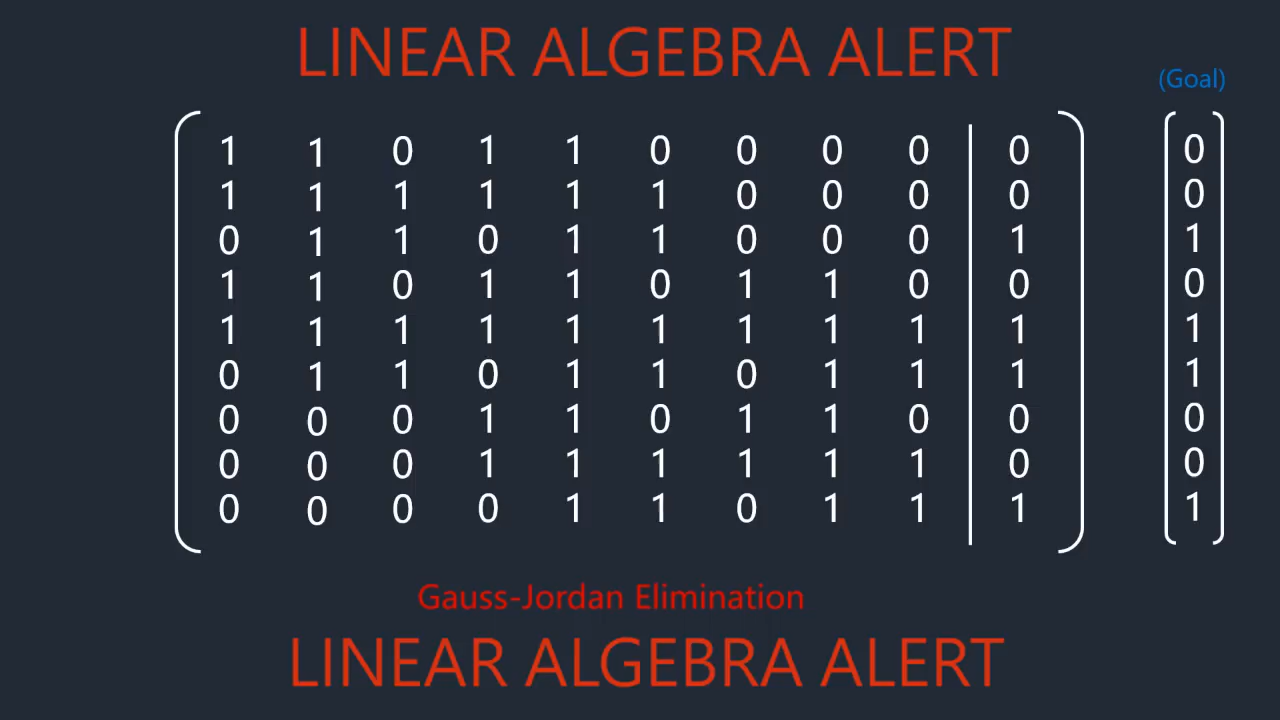 LINEAR ALGEBRA ALERT
(Goal)
1 1 0 1 1 0 0 0 0 0 0
1 1 1 1 1 1 0 0 0 0 0
0 1 1 0 1 1 0 0 0 1 1
1 1 0 1 1 0 1 1 0 0 0
1 1 1 1 1 1 1 1 1 1 1
0 1 1 0 1 1 0 1 1 1 1
0 0 0 1 1 0 1 1 0 0 0
0 0 0 1 1 1 1 1 1 0 0
0 0 0 0 1 1 0 1 1 1 1
Gauss-Jordan Elimination
LINEAR ALGEBRA ALERT